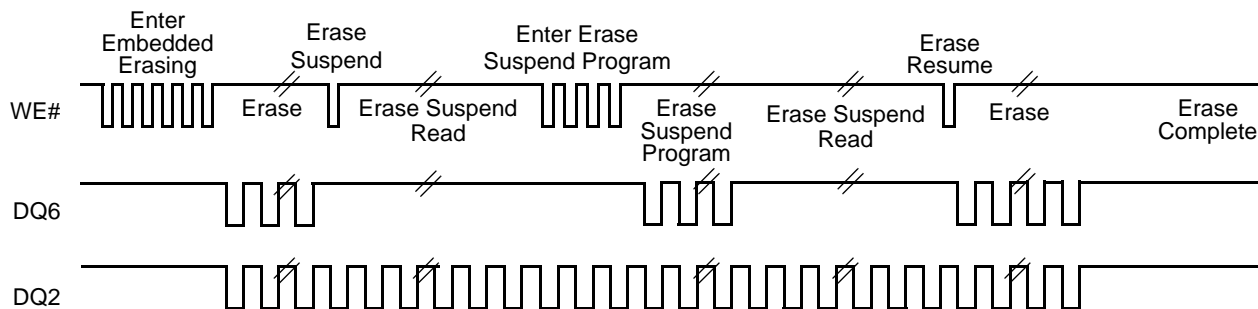 Enter
Embedded
Erasing
Erase
Suspend
Enter Erase
Suspend Program
Erase
Resume
WE#
Erase
Erase Suspend
Read
Erase
Suspend
Program
Erase Suspend
Read
Erase
Erase
Complete
DQ6
DQ2